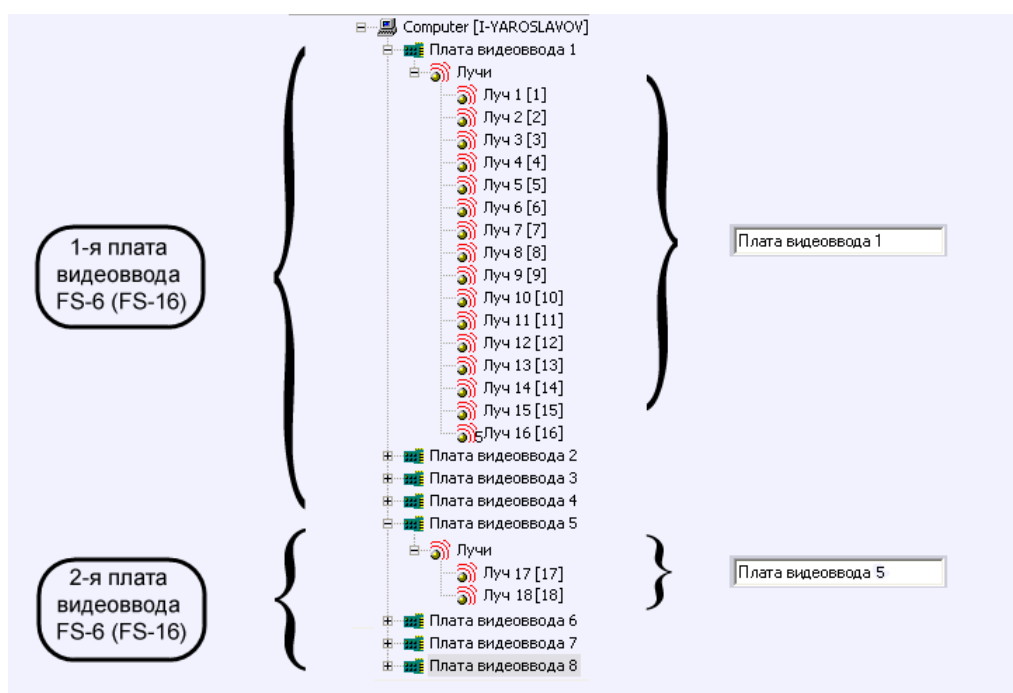 Computer [I-YAROSLAVOV]
Плата видеоввода 1
Лучи
Луч 1 [1]
Луч 2 [2]
Луч 3 [3]
Луч 4 [4]
Луч 5 [5]
Луч 6 [6]
Луч 7 [7]
Луч 8 [8]
Луч 9 [9]
Луч 10 [10]
Луч 11 [11]
Луч 12 [12]
Луч 13 [13]
Луч 14 [14]
Луч 15 [15]
5 Луч 16 [16]
Плата видеоввода 2
Плата видеоввода 3
Плата видеоввода 4
Плата видеоввода 5
Лучи
Луч 17 [17]
Луч 18[18]
Плата видеоввода 6
Плата видеоввода 7
Плата видеоввода 8
1-я плата
видеоввода
FS-6 (FS-16)
2-я плата
видеоввода
FS-6 (FS-16)
Плата видеоввода 1
Плата видеоввода 5